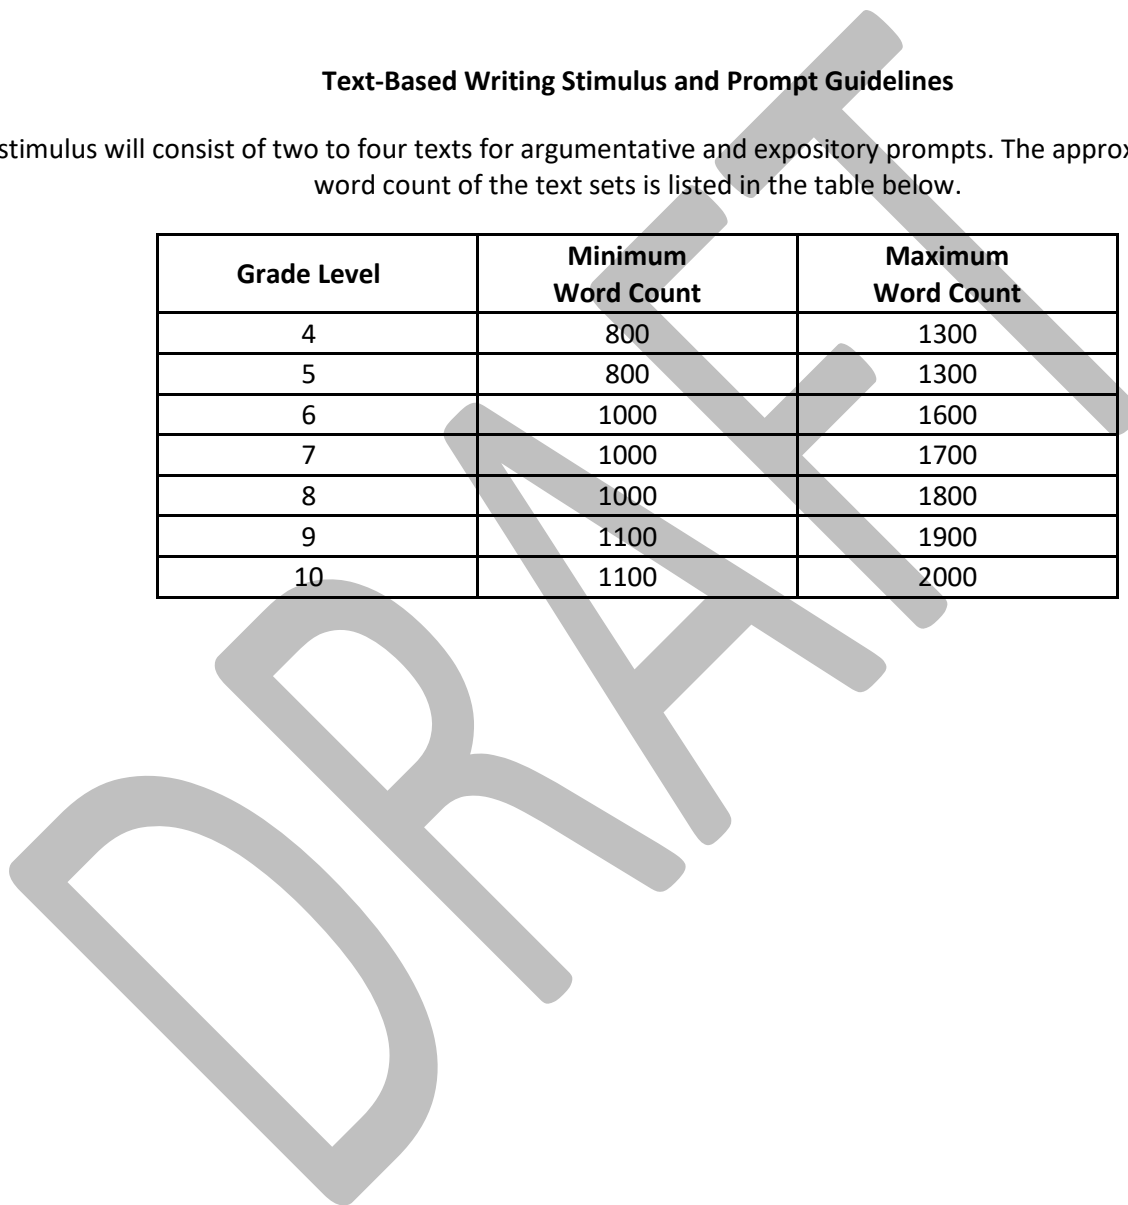 Text-Based Writing Stimulus and Prompt Guidelines
stimulus will consist of two to four texts for argumentative and expository prompts. The approx
word count of the text sets is listed in the table below.
Grade Level Minimum Word Count Maximum Word Count
4 800 1300
5 800 1300
6 1000 1600
7 1000 1700
8 1000 1800
9 1100 1900
10 1100 2000
DRAFT